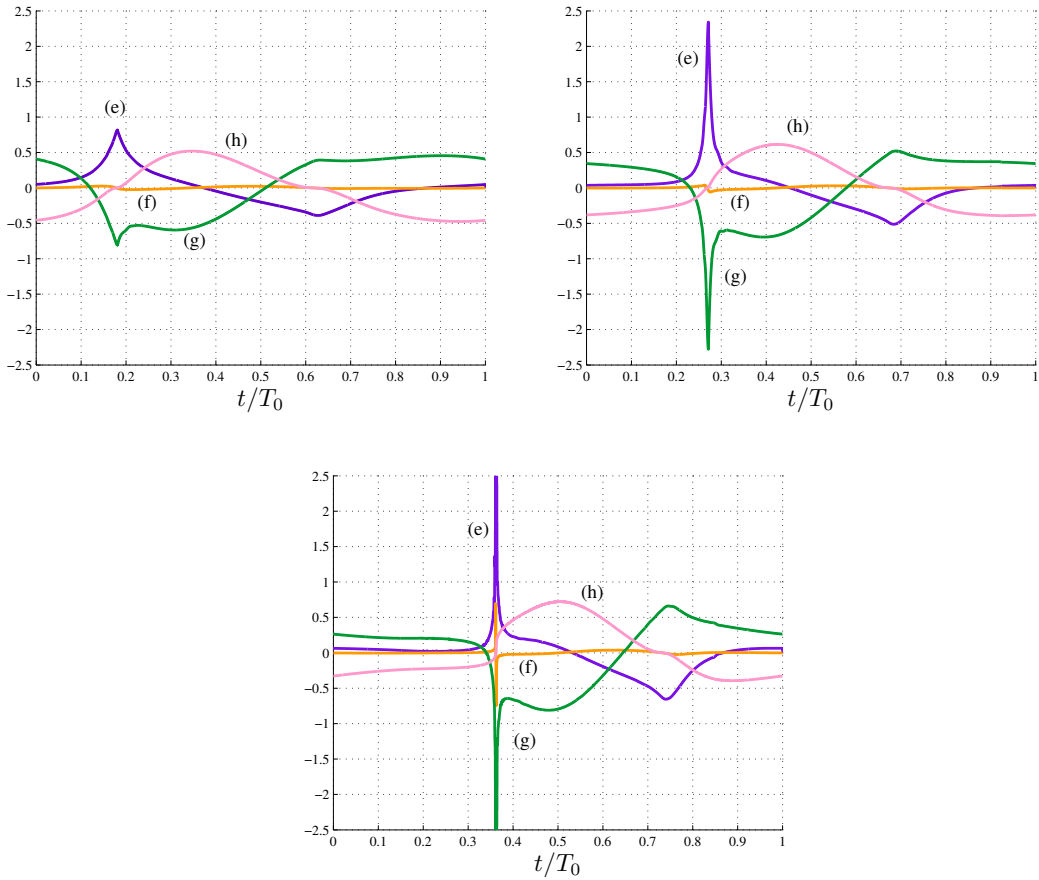 2.5 2.5
2 2
(e)
1.5 1.5
1 (e) 1 (h)
(h)
0.5 0.5
0 0
(f) (f)
−0.5 −0.5
(g)
−1 −1
(g)
−1.5 −1.5
−2 −2
−2.5 −2.5
0 0.1 0.2 0.3 0.4 0.5 0.6 0.7 0.8 0.9 1 0 0.1 0.2 0.3 0.4 0.5 0.6 0.7 0.8 0.9 1
t/T₀ t/T₀
2.5
2
(e)
1.5
1
(h)
0.5
0
(f)
−0.5
−1
(g)
−1.5
−2
−2.5
0 0.1 0.2 0.3 0.4 0.5 0.6 0.7 0.8 0.9 1
t/T₀